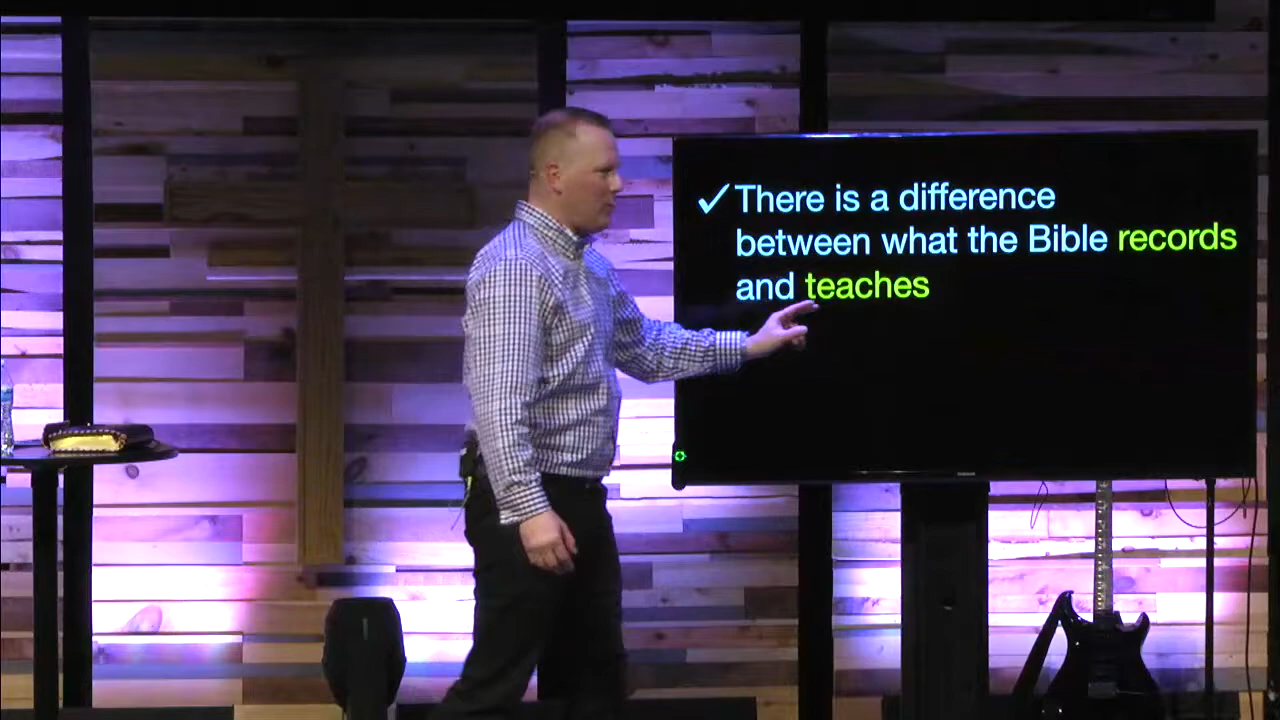 ✓ There is a difference
between what the Bible records
and teaches